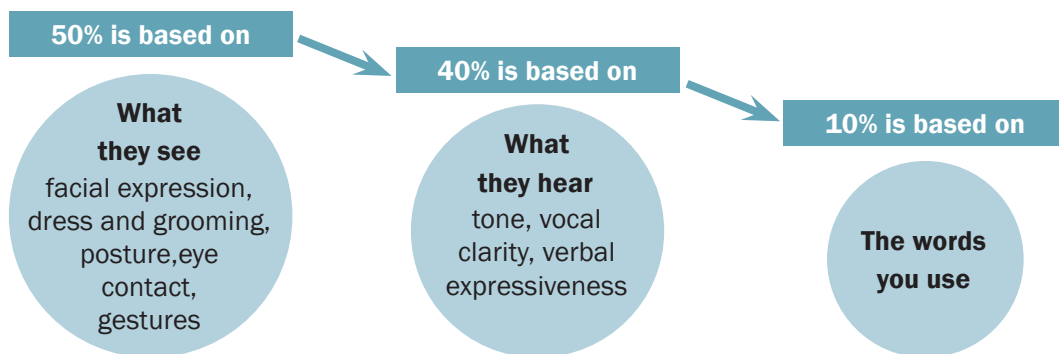 50% is based on
What
they see
facial expression,
dress and grooming,
posture,eye
contact,
gestures
40% is based on
What
they hear
tone, vocal
clarity, verbal
expressiveness
10% is based on
The words
you use